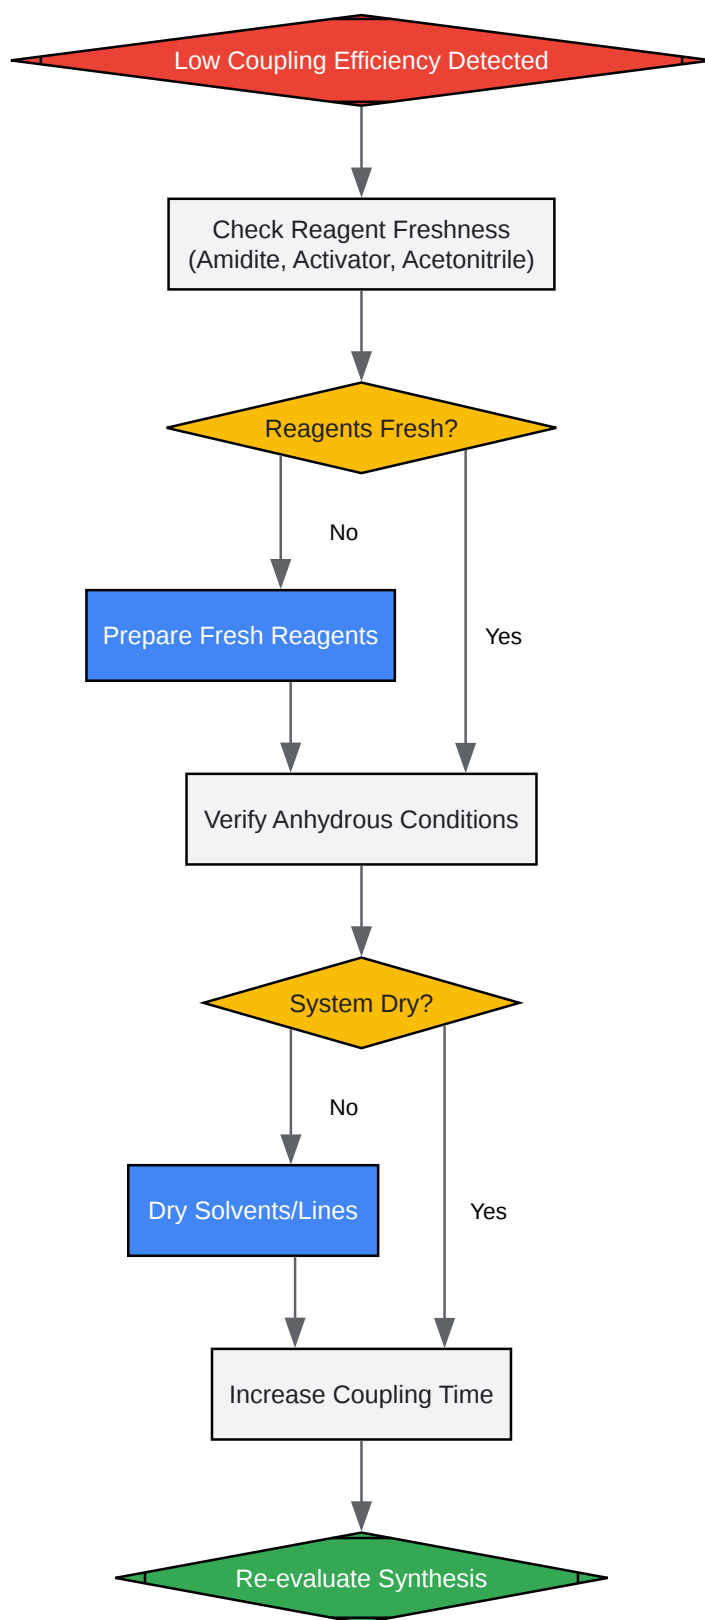 Low Coupling Efficiency Detected
Check Reagent Freshness
(Amidite, Activator, Acetonitrile)
Reagents Fresh?
No
Prepare Fresh Reagents
Yes
Verify Anhydrous Conditions
System Dry?
No
Dry Solvents/Lines
Yes
Increase Coupling Time
Re-evaluate Synthesis